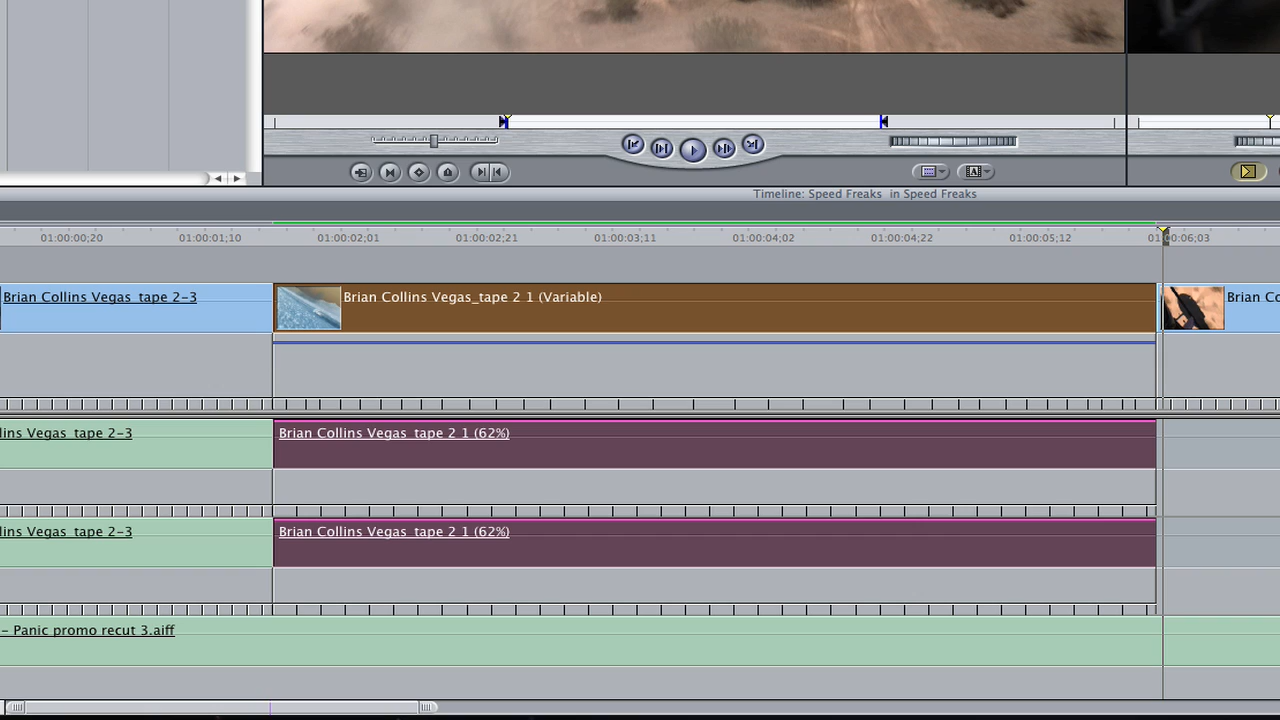 Timeline: Speed Freaks in Speed Freaks
01:00:00;20 01:00:01;10 01:00:02;01 01:00:02;21 01:00:03;11 01:00:04;02 01:00:04;22 01:00:05;12 01:00:06;03
Brian Collins Vegas_tape 2-3 Brian Collins Vegas_tape 2 1 (Variable) Brian Co
lins Vegas_tape 2-3 Brian Collins Vegas_tape 2 1 (62%)
lins Vegas_tape 2-3 Brian Collins Vegas_tape 2 1 (62%)
- Panic promo recut 3.aiff